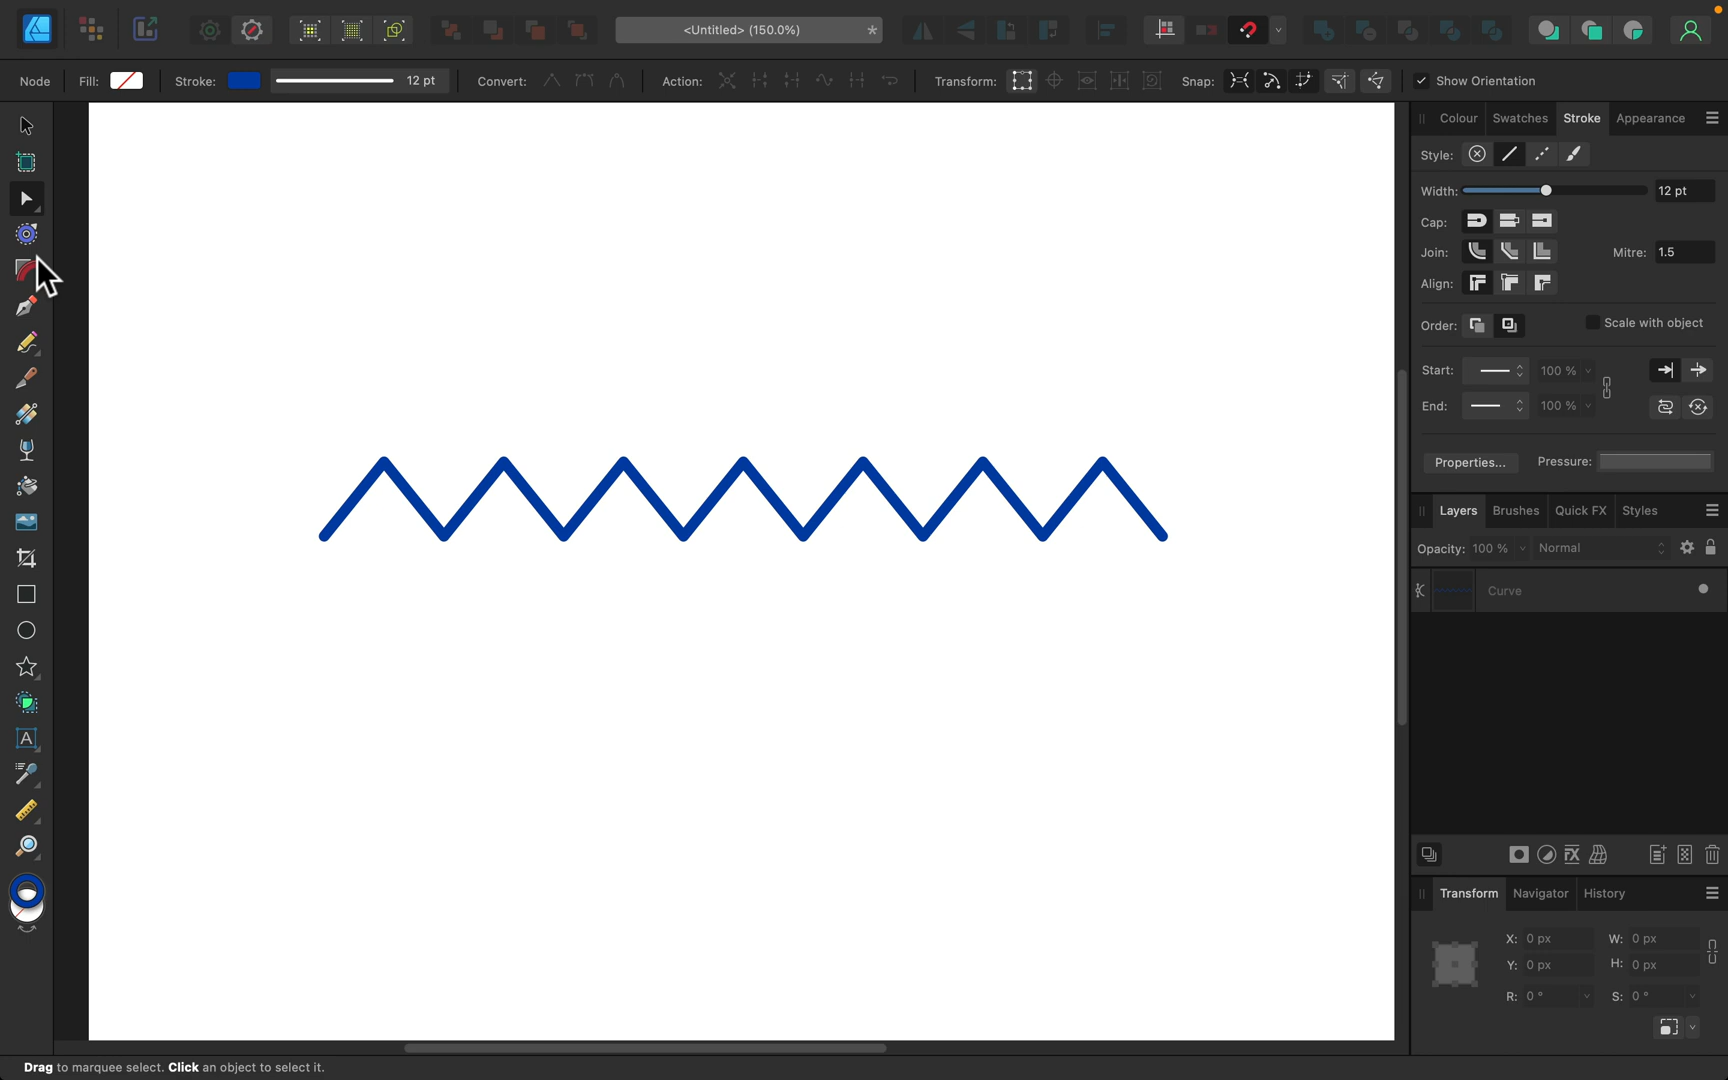 <Untitled> (150.0%) *
Node Fill: Stroke: 12 pt Convert: Action: Transform: Snap: Show Orientation
Colour Swatches Stroke Appearance
Style:
Width: 12 pt
Cap:
Join: Mitre: 1.5
Align:
Order: Scale with object
Start: 100 %
End: 100 %
Properties... Pressure:
Layers Brushes Quick FX Styles
Opacity: 100 % Normal
Curve
FX
Transform Navigator History
X: 0 px W: 0 px
Y: 0 px H: 0 px
R: 0 ° S: 0 °
A
Drag to marquee select. Click an object to select it.